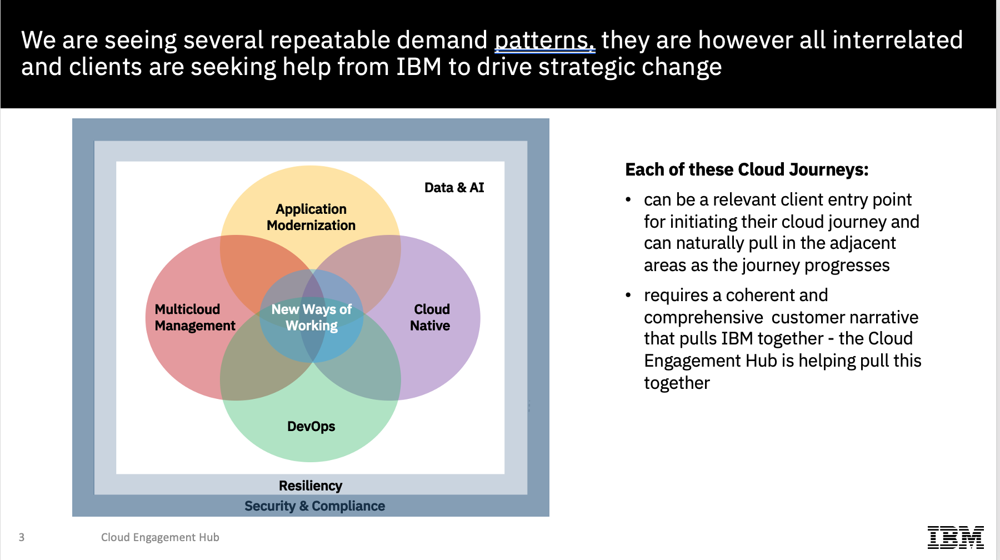 We are seeing several repeatable demand patterns, they are however all interrelated
and clients are seeking help from IBM to drive strategic change
Data & AI
Application
Modernization
Multicloud
Management
New Ways of
Working
Cloud
Native
DevOps
Resiliency
Security & Compliance
Each of these Cloud Journeys:
• can be a relevant client entry point
for initiating their cloud journey and
can naturally pull in the adjacent
areas as the journey progresses
• requires a coherent and
comprehensive  customer narrative
that pulls IBM together - the Cloud
Engagement Hub is helping pull this
together
3
Cloud Engagement Hub
IBM